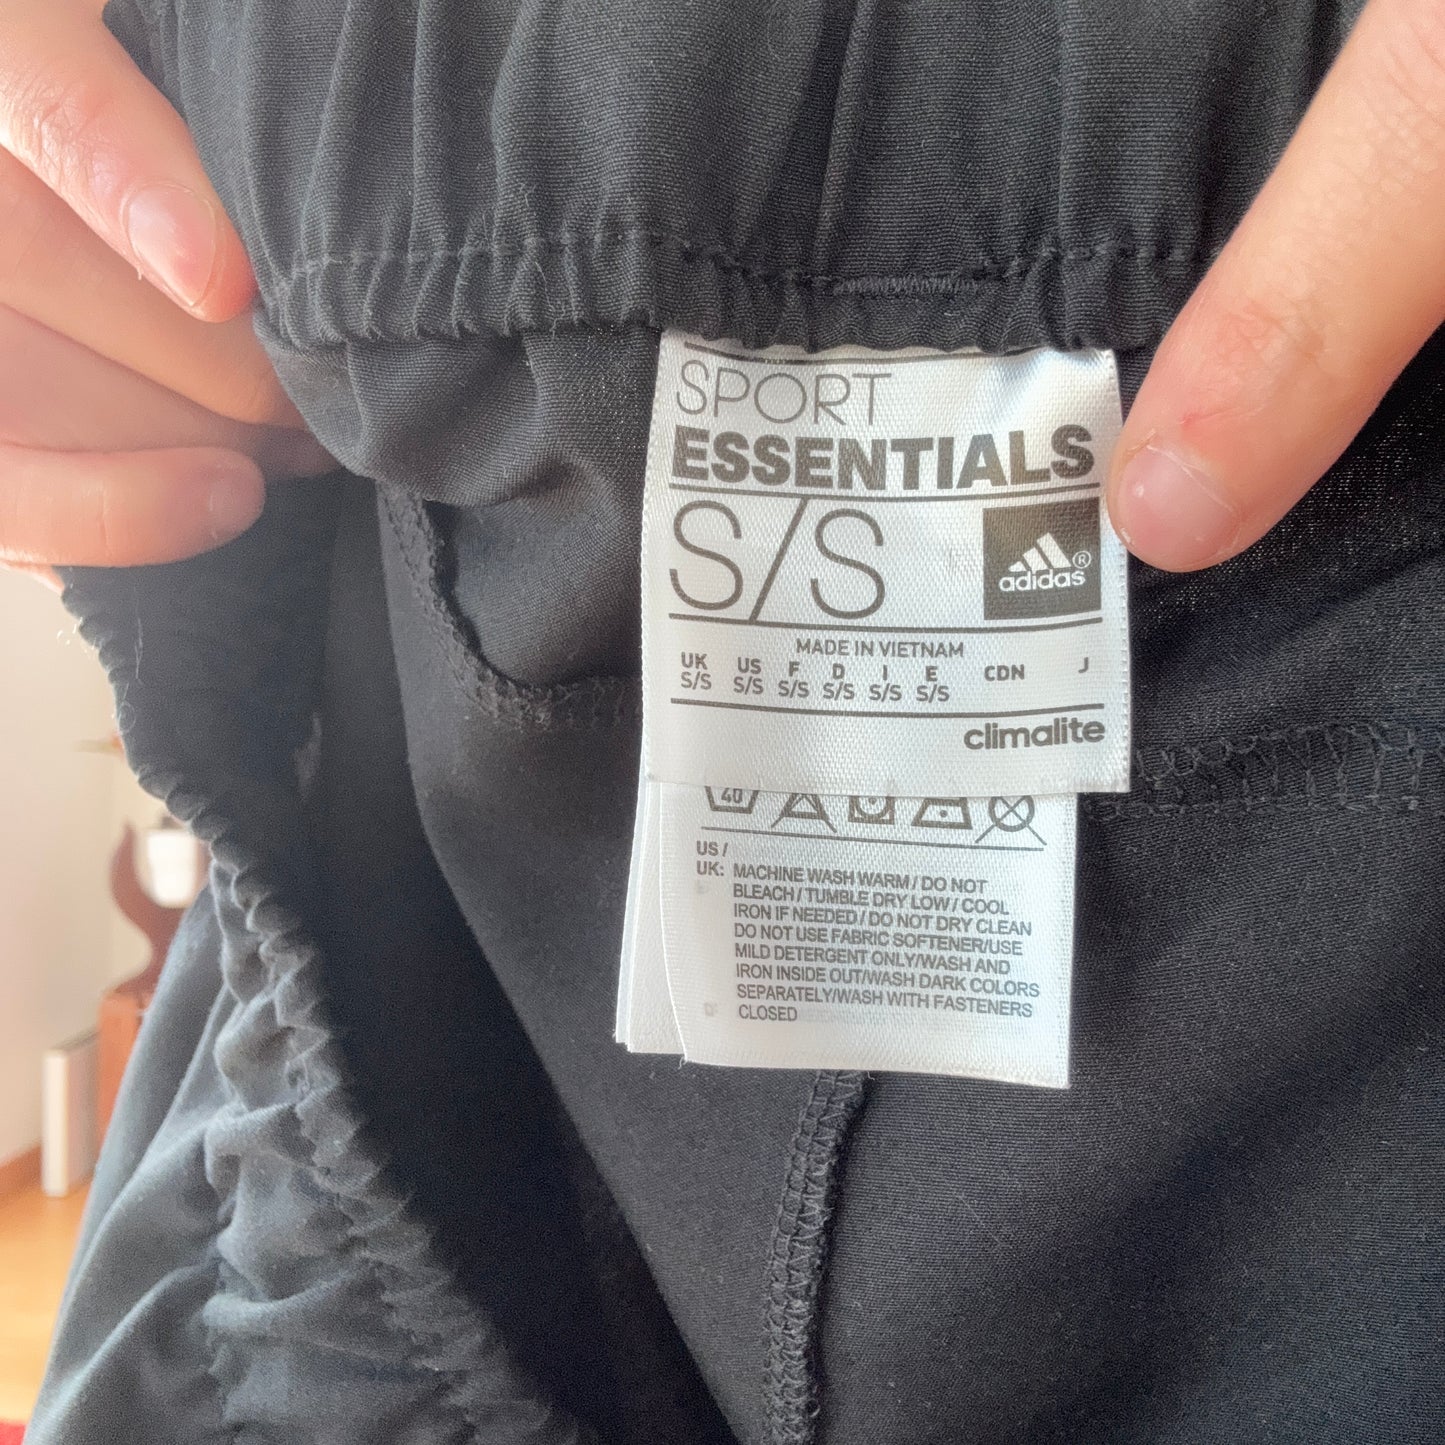 SPORT
ESSENTIALS
S/S
adidas®
MADE IN VIETNAM
UK US F D I E CDN J
S/S S/S S/S S/S S/S S/S
climalite
40
US /
UK: MACHINE WASH WARM / DO NOT
BLEACH / TUMBLE DRY LOW / COOL
IRON IF NEEDED / DO NOT DRY CLEAN
DO NOT USE FABRIC SOFTENER/USE
MILD DETERGENT ONLY/WASH AND
IRON INSIDE OUT/WASH DARK COLORS
SEPARATELY/WASH WITH FASTENERS
CLOSED